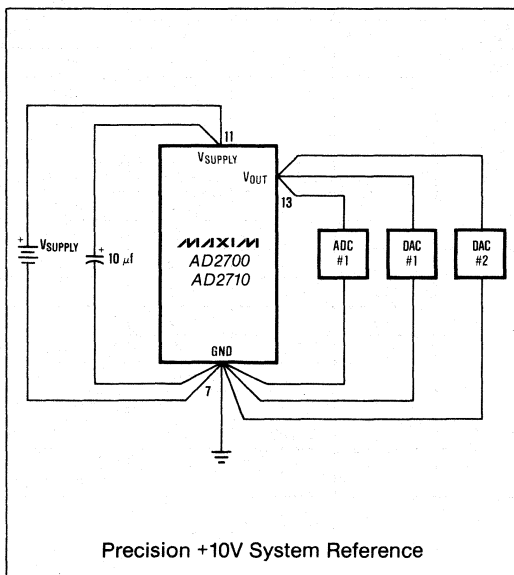 11
VSUPPLY
VOUT
13
MAXIM
AD2700
AD2710
+
VSUPPLY
+
10 µf
ADC
#1
DAC
#1
DAC
#2
GND
7
Precision +10V System Reference